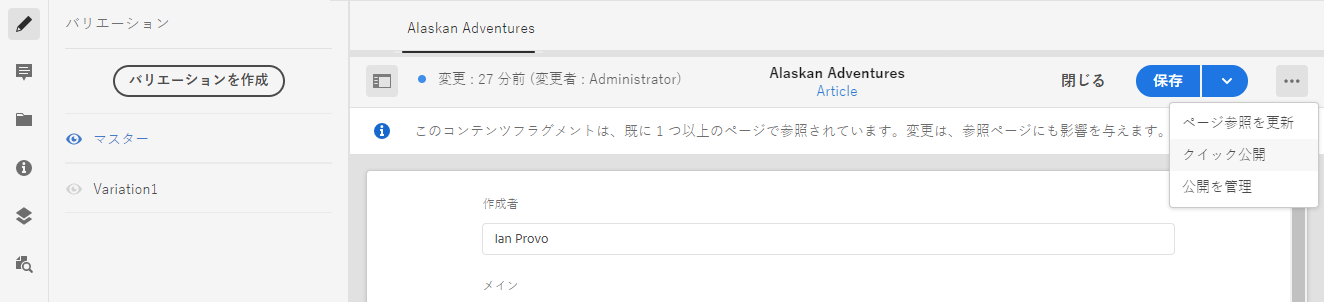 バリエーション
バリエーションを作成
マスター
Variation1
Alaskan Adventures
変更 : 27 分前 (変更者 : Administrator)
Alaskan Adventures
Article
閉じる
保存
このコンテンツフラグメントは、既に 1 つ以上のページで参照されています。変更は、参照ページにも影響を与えます。
ページ参照を更新
クイック公開
公開を管理
作成者
Ian Provo
メイン